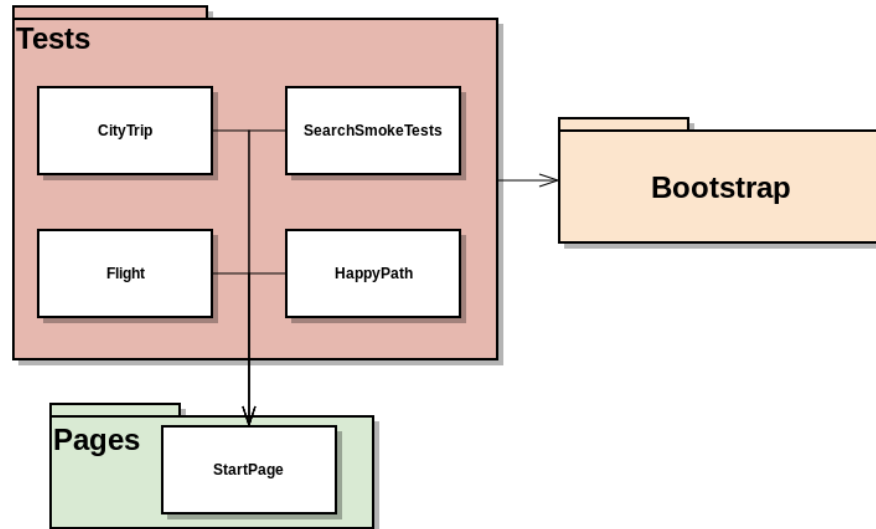 Tests
CityTrip
SearchSmokeTests
Bootstrap
Flight
HappyPath
Pages
StartPage